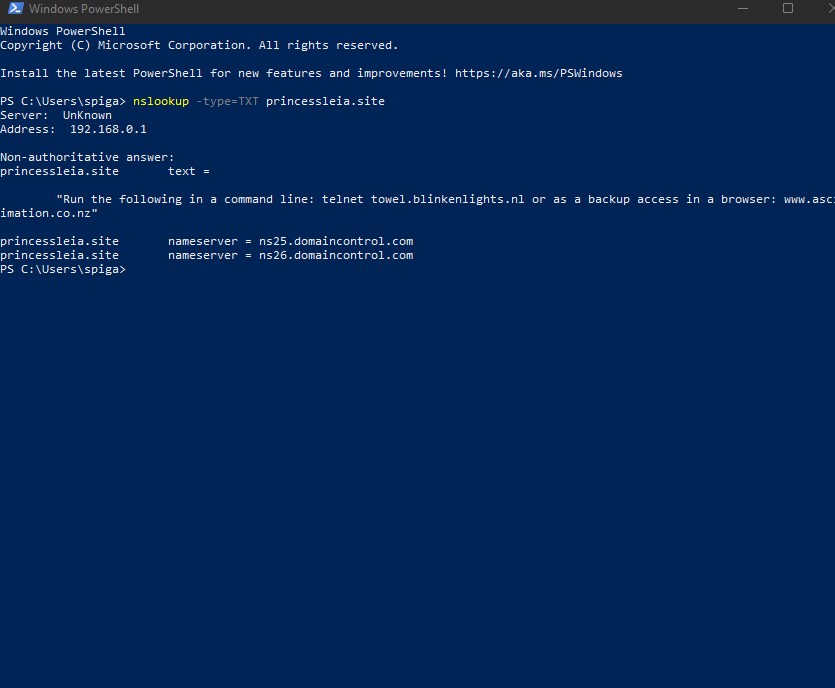 Windows PowerShell
Windows PowerShell
Copyright (C) Microsoft Corporation. All rights reserved.
Install the latest PowerShell for new features and improvements! https://aka.ms/PSWindows
PS C:\Users\spiga> nslookup -type=TXT princessleia.site
Server:  UnKnown
Address:  192.168.0.1
Non-authoritative answer:
princessleia.site       text =
"Run the following in a command line: telnet towel.blinkenlights.nl or as a backup access in a browser: www.asci
imation.co.nz"
princessleia.site       nameserver = ns25.domaincontrol.com
princessleia.site       nameserver = ns26.domaincontrol.com
PS C:\Users\spiga>